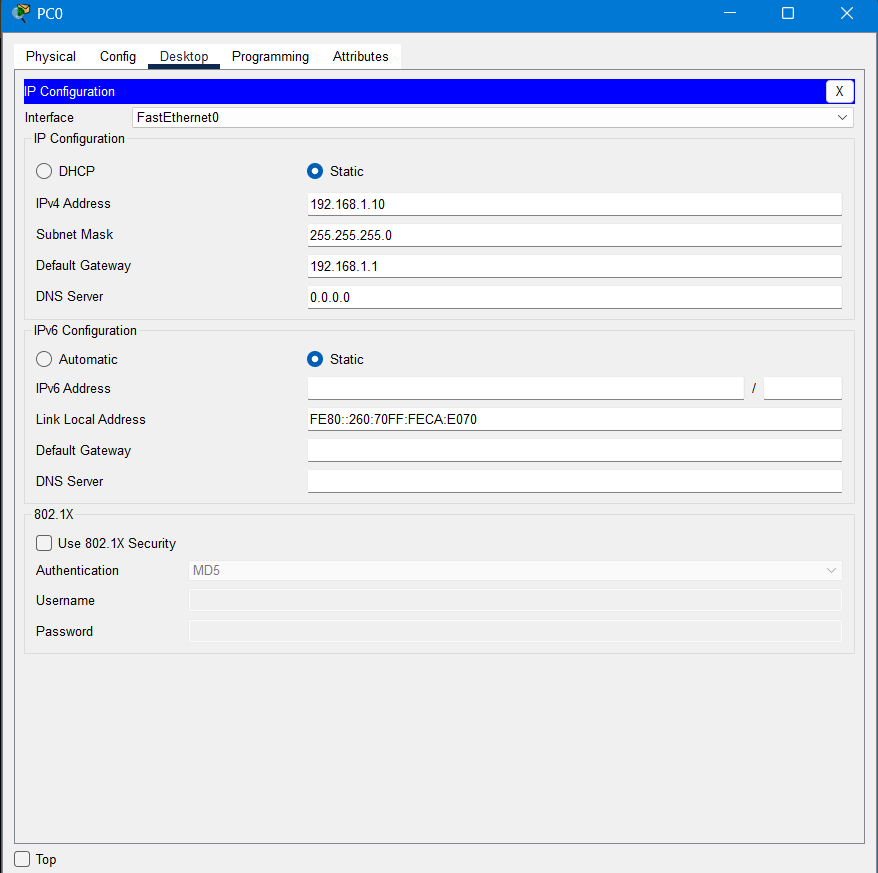 PC0
Physical Config Desktop Programming Attributes
IP Configuration X
Interface FastEthernet0
IP Configuration
DHCP Static
IPv4 Address 192.168.1.10
Subnet Mask 255.255.255.0
Default Gateway 192.168.1.1
DNS Server 0.0.0.0
IPv6 Configuration
Automatic Static
IPv6 Address /
Link Local Address FE80::260:70FF:FECA:E070
Default Gateway
DNS Server
802.1X
Use 802.1X Security
Authentication MD5
Username
Password
Top